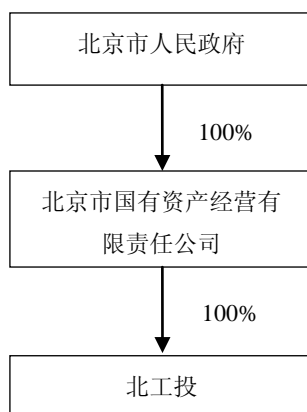 北京市人民政府
100%
北京市国有资产经营有
限责任公司
100%
北工投